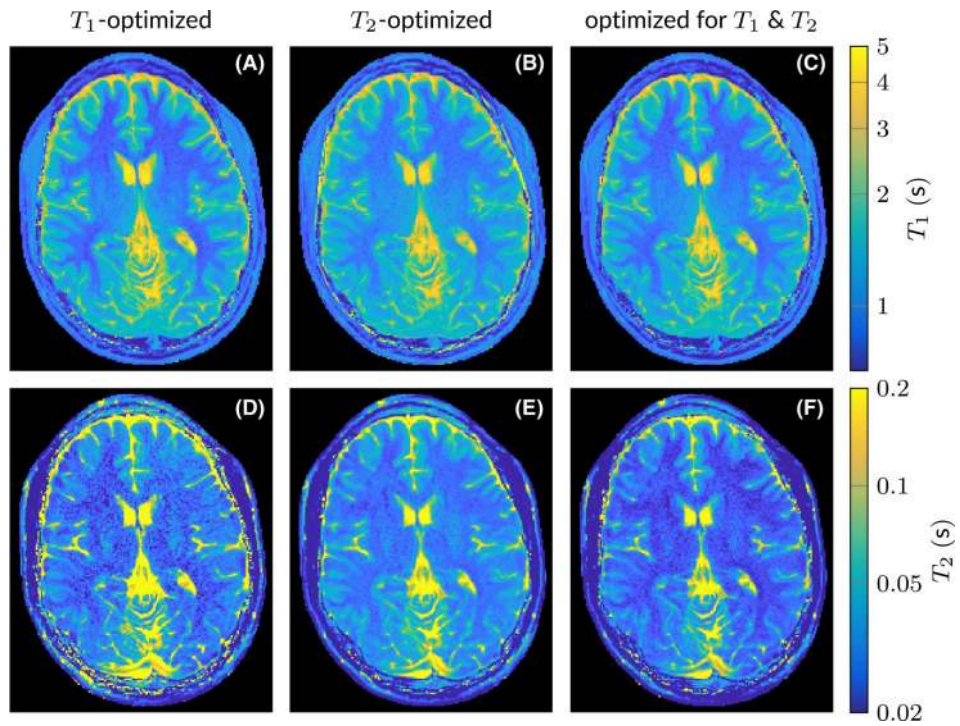 T₁-optimized
T₂-optimized
optimized for T₁ & T₂
(A)
(B)
(C)
5
4
3
2
1
T₁ (s)
(D)
(E)
(F)
0.2
0.1
0.05
0.02
T₂ (s)